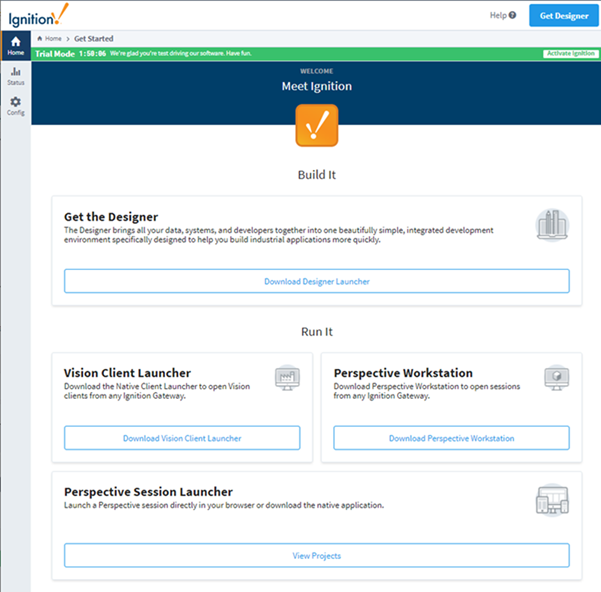 Ignition!
Help ?
Get Designer
Home
Home > Get Started
Trial Mode 1:50:06 We're glad you're test driving our software. Have fun.
Activate Ignition
Status
Config
WELCOME
Meet Ignition
Build It
Get the Designer
The Designer brings all your data, systems, and developers together into one beautifully simple, integrated development
environment specifically designed to help you build industrial applications more quickly.
Download Designer Launcher
Run It
Vision Client Launcher
Download the Native Client Launcher to open Vision
clients from any Ignition Gateway.
Download Vision Client Launcher
Perspective Workstation
Download Perspective Workstation to open sessions
from any Ignition Gateway.
Download Perspective Workstation
Perspective Session Launcher
Launch a Perspective session directly in your browser or download the native application.
View Projects